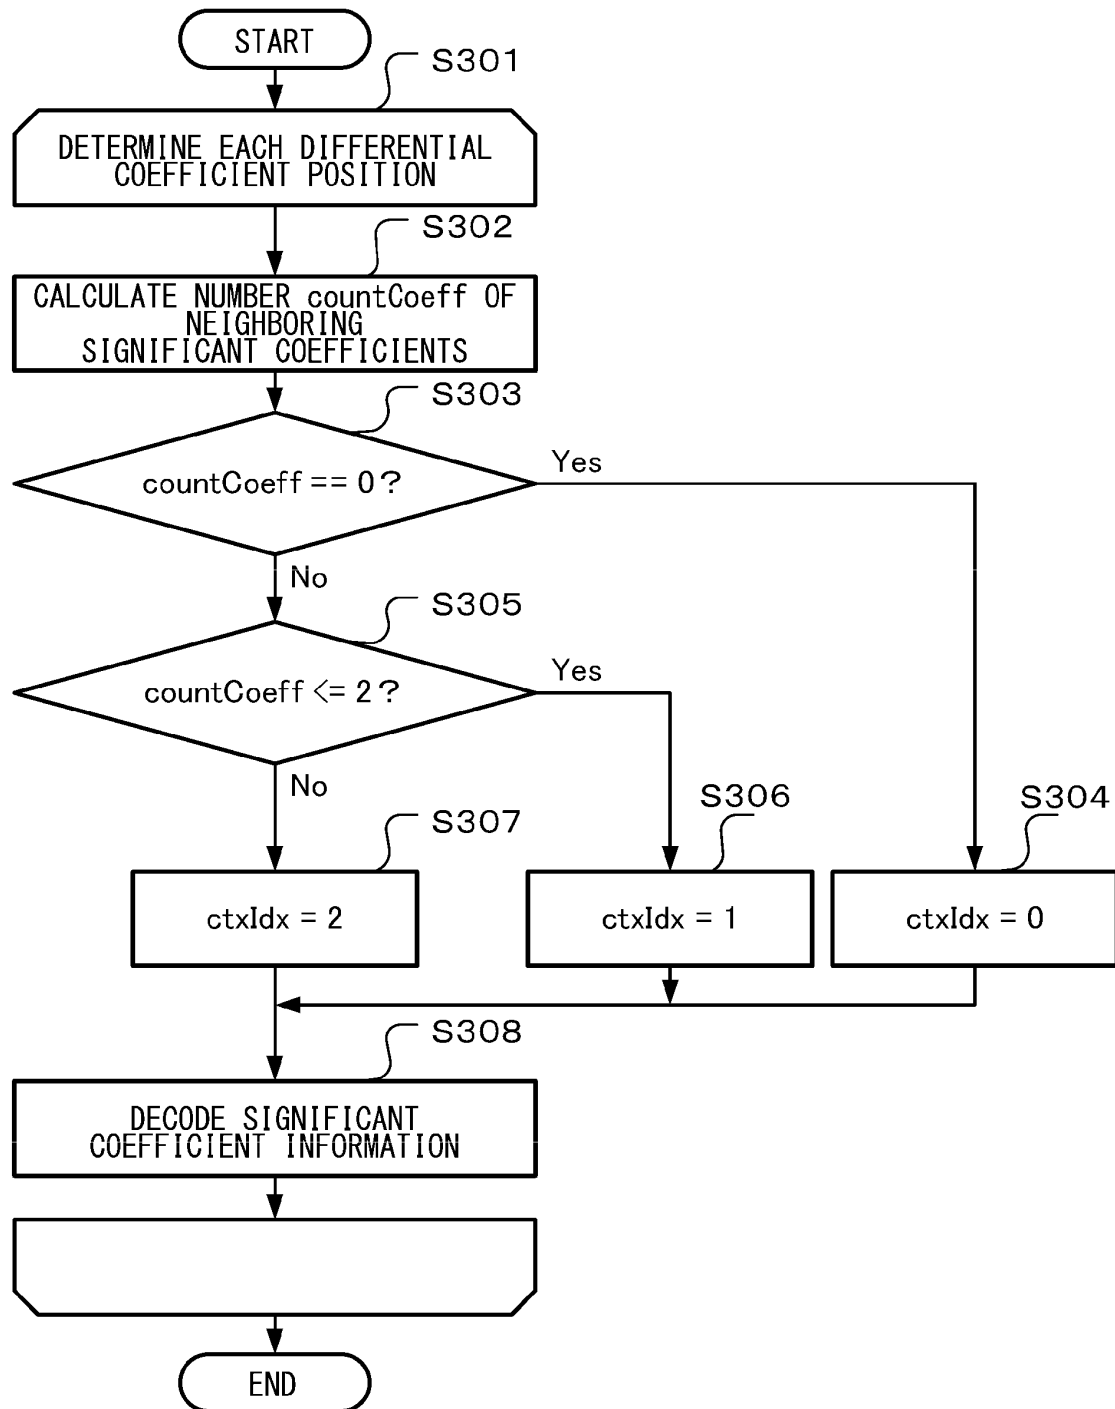 START
S301
DETERMINE EACH DIFFERENTIAL
COEFFICIENT POSITION
S302
CALCULATE NUMBER countCoeff OF
NEIGHBORING
SIGNIFICANT COEFFICIENTS
S303
countCoeff == 0?
Yes
No
S305
countCoeff <= 2?
Yes
No
S307
S306
S304
ctxIdx = 2
ctxIdx = 1
ctxIdx = 0
S308
DECODE SIGNIFICANT
COEFFICIENT INFORMATION
END